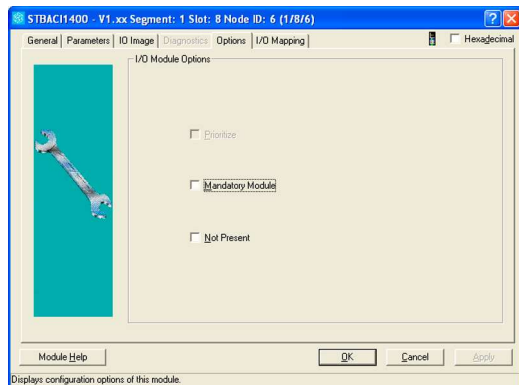 STBACI1400 - V1.xx Segment: 1 Slot: 8 Node ID: 6 (1/8/6)
General Parameters IO Image Diagnostics Options I/O Mapping Hexadecimal
I/O Module Options
Prioritize
Mandatory Module
Not Present
Module Help OK Cancel Apply
Displays configuration options of this module.